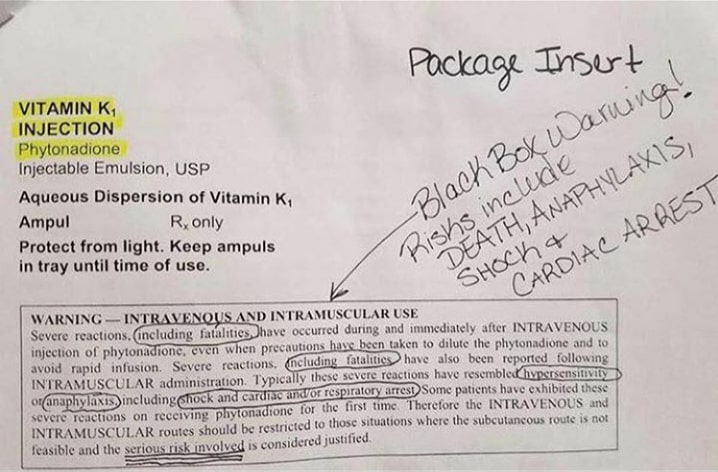 Package Insert
VITAMIN K₁
INJECTION
Phytonadione
Injectable Emulsion, USP
Aqueous Dispersion of Vitamin K₁
Ampul Rₓ only
Protect from light. Keep ampuls
in tray until time of use.
Black Box Warning!
Risks include
DEATH, ANAPHYLAXIS,
SHOCK +
CARDIAC ARREST
WARNING — INTRAVENOUS AND INTRAMUSCULAR USE
Severe reactions, including fatalities, have occurred during and immediately after INTRAVENOUS
injection of phytonadione, even when precautions have been taken to dilute the phytonadione and to
avoid rapid infusion. Severe reactions, including fatalities have also been reported following
INTRAMUSCULAR administration. Typically these severe reactions have resembled hypersensitivity
or anaphylaxis, including shock and cardiac and/or respiratory arrest. Some patients have exhibited these
severe reactions on receiving phytonadione for the first time. Therefore the INTRAVENOUS and
INTRAMUSCULAR routes should be restricted to those situations where the subcutaneous route is not
feasible and the serious risk involved is considered justified.